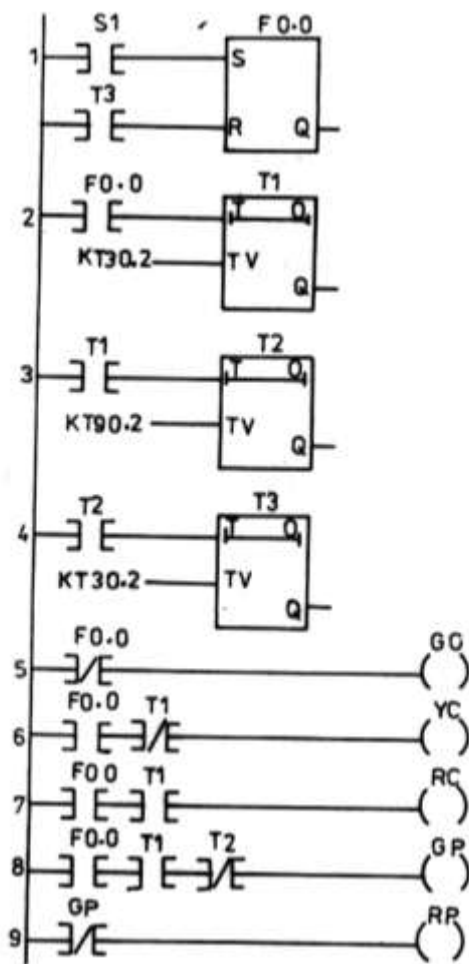 S1 F0.0
1 S
T3
R Q
F0.0 T1
2 T O
KT30.2 TV
Q
T1 T2
3 T O
KT90.2 TV
Q
T2 T3
4 T O
KT30.2 TV
Q
F0.0 GC
5
F0.0 T1 YC
6
F00 T1 RC
7
F0.0 T1 T2 GP
8
GP RP
9